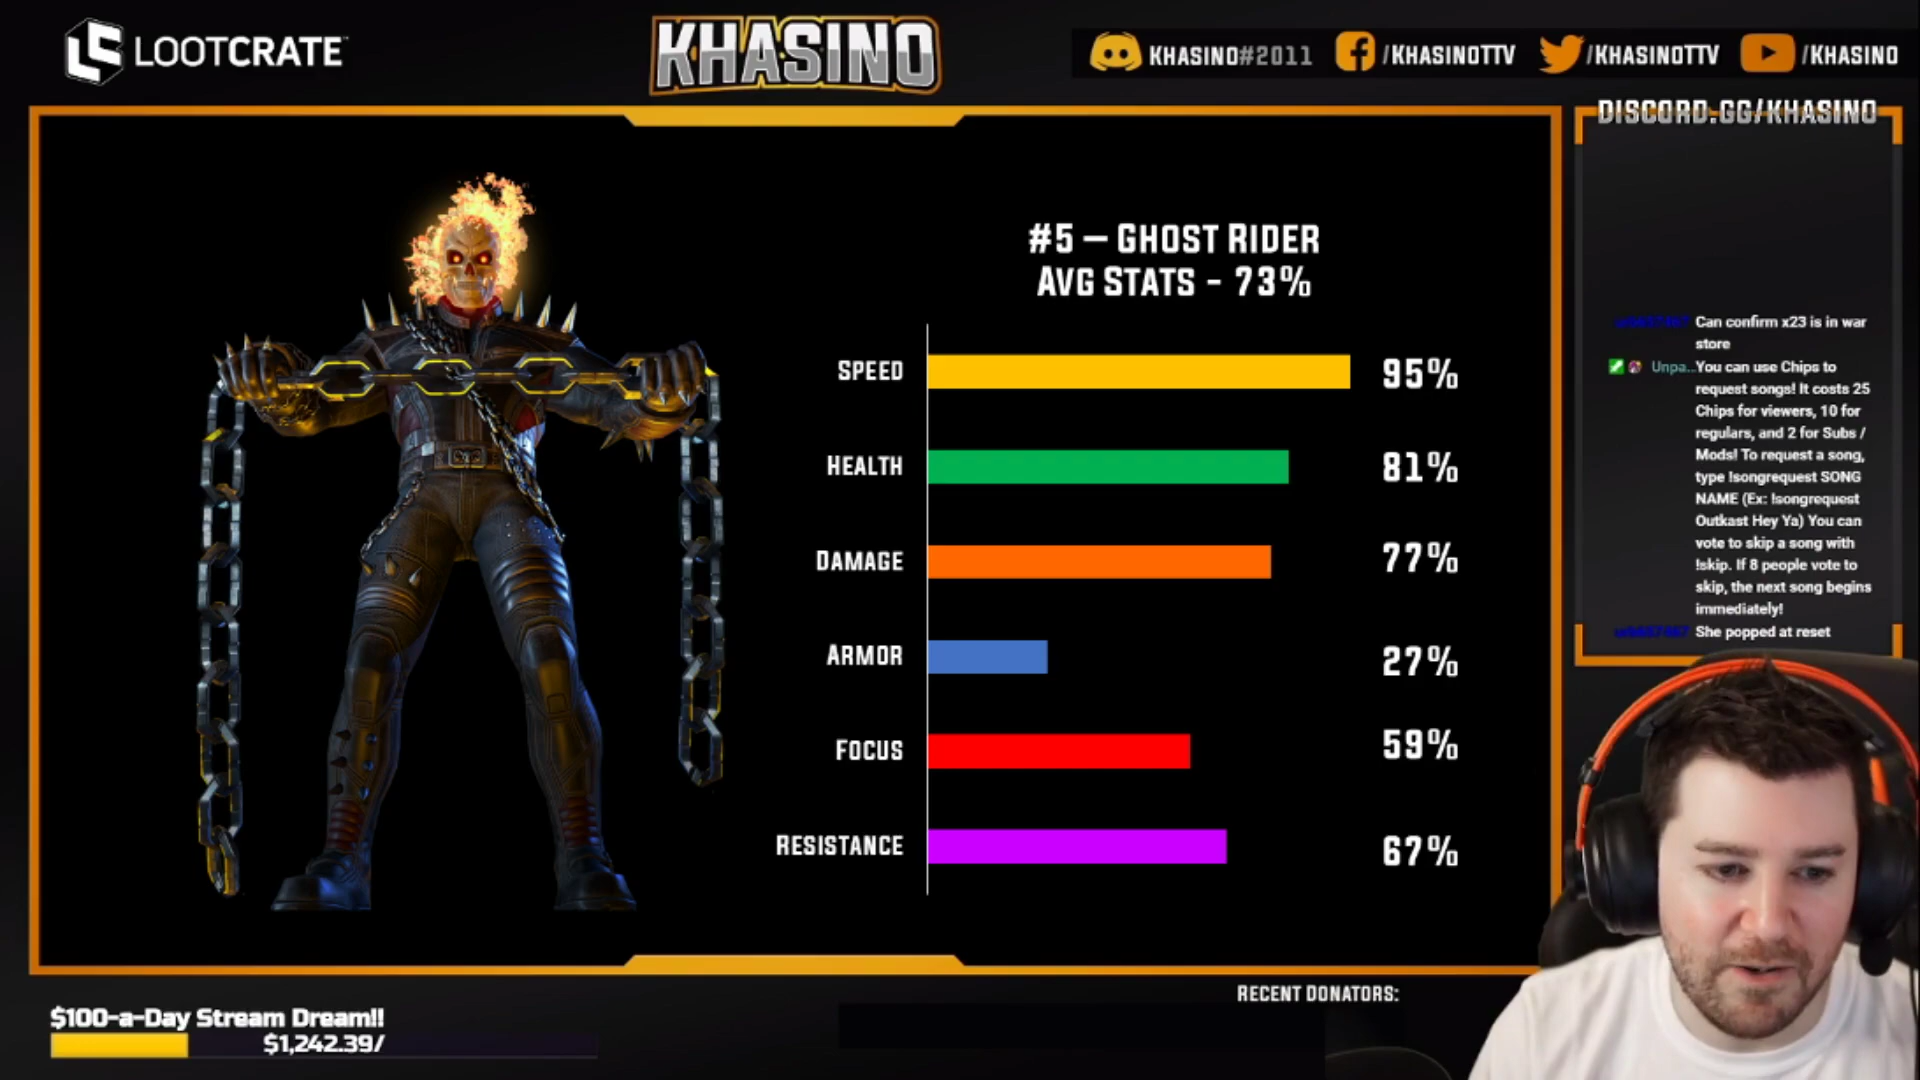 LOOTCRATE
KHASINO
KHASINO#2011
/KHASINOTTV
/KHASINOTTV
/KHASINO
DISCORD.GG/KHASINO
#5 – GHOST RIDER
AVG STATS - 73%
SPEED
95%
HEALTH
81%
DAMAGE
77%
ARMOR
27%
FOCUS
59%
RESISTANCE
67%
Can confirm x23 is in war
store
Unpa..You can use Chips to
request songs! It costs 25
Chips for viewers, 10 for
regulars, and 2 for Subs /
Mods! To request a song,
type !songrequest SONG
NAME (Ex: !songrequest
Outkast Hey Ya) You can
vote to skip a song with
!skip. If 8 people vote to
skip, the next song begins
immediately!
She popped at reset
RECENT DONATORS:
$100-a-Day Stream Dream!!
$1,242.39/